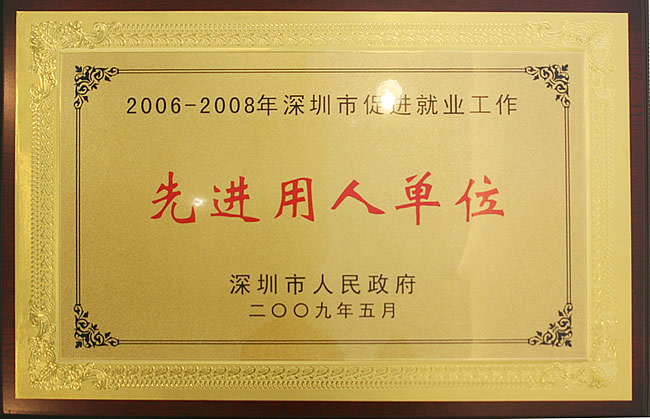 2006-2008年深圳市促进就业工作
先进用人单位
深圳市人民政府
二〇〇九年五月